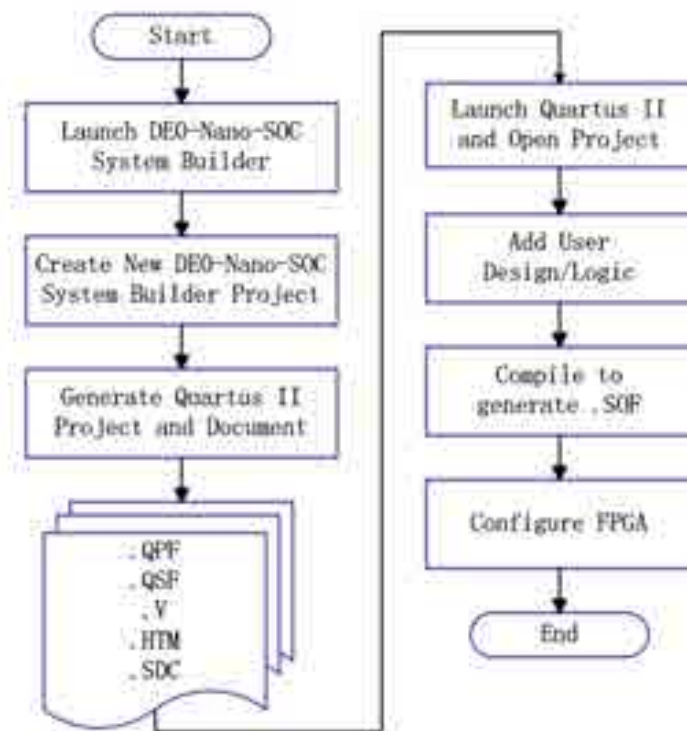 Start
Launch DEO-Nano-SOC
System Builder
Create New DEO-Nano-SOC
System Builder Project
Generate Quartus II
Project and Document
.QPF
.QSF
.V
.HTM
.SDC
Launch Quartus II
and Open Project
Add User
Design/Logic
Compile to
generate .SOF
Configure FPGA
End